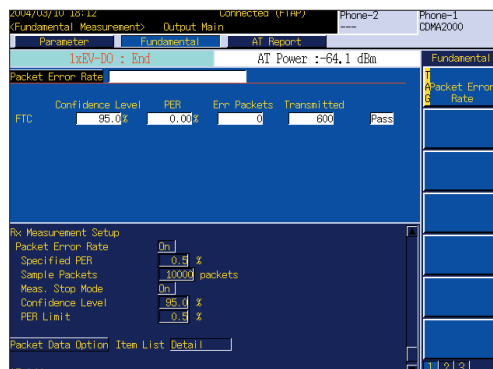 2004/03/10 18:12 Connected (FTAP) Phone-2 Phone-1
<Fundamental Measurement> Output Main --- CDMA2000
Parameter Fundamental AT Report
1xEV-DO : End AT Power :-64.1 dBm Fundamental
Packet Error Rate
TAG Packet Error Rate
Confidence Level PER Err Packets Transmitted
FTC 95.0% 0.00% 0 600 Pass
Rx Measurement Setup
Packet Error Rate On
Specified PER 0.5 %
Sample Packets 10000 packets
Meas. Stop Mode On
Confidence Level 95.0 %
PER Limit 0.5 %
Packet Data Option Item List Detail
1 2 3